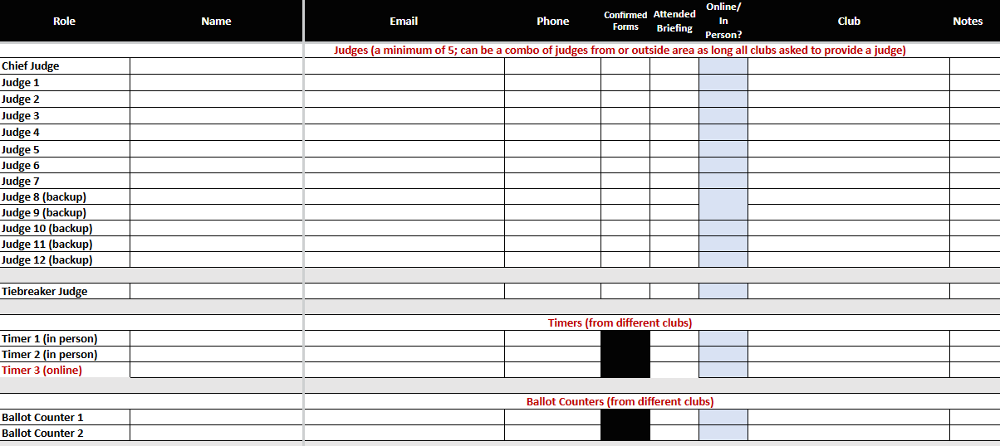 Role Name Email Phone Confirmed Forms Attended Briefing Online/ In Person? Club Notes
Judges (a minimum of 5; can be a combo of judges from or outside area as long all clubs asked to provide a judge)
Chief Judge
Judge 1
Judge 2
Judge 3
Judge 4
Judge 5
Judge 6
Judge 7
Judge 8 (backup)
Judge 9 (backup)
Judge 10 (backup)
Judge 11 (backup)
Judge 12 (backup)
Tiebreaker Judge
Timers (from different clubs)
Timer 1 (in person)
Timer 2 (in person)
Timer 3 (online)
Ballot Counters (from different clubs)
Ballot Counter 1
Ballot Counter 2